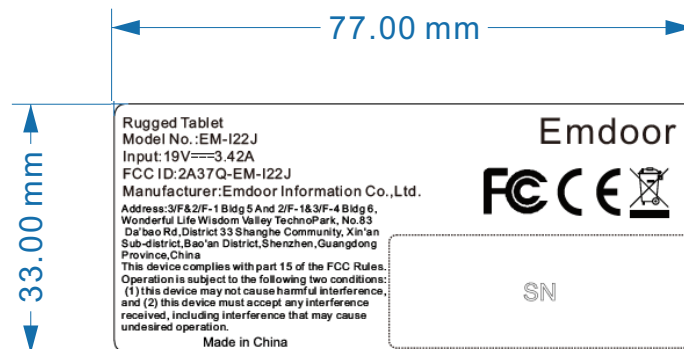 77.00 mm
33.00 mm
Rugged Tablet
Model No.:EM-I22J
Input:19V⎓3.42A
FCC ID:2A37Q-EM-I22J
Manufacturer:Emdoor Information Co.,Ltd.
Address:3/F&2/F-1 Bldg 5 And 2/F-1&3/F-4 Bldg 6,
Wonderful Life Wisdom Valley TechnoPark, No.83
Da'bao Rd,District 33 Shanghe Community, Xin'an
Sub-district,Bao'an District,Shenzhen,Guangdong
Province,China
This device complies with part 15 of the FCC Rules.
Operation is subject to the following two conditions:
(1) this device may not cause harmful interference,
and (2) this device must accept any interference
received, including interference that may cause
undesired operation.
Made in China
Emdoor
FC CE
SN